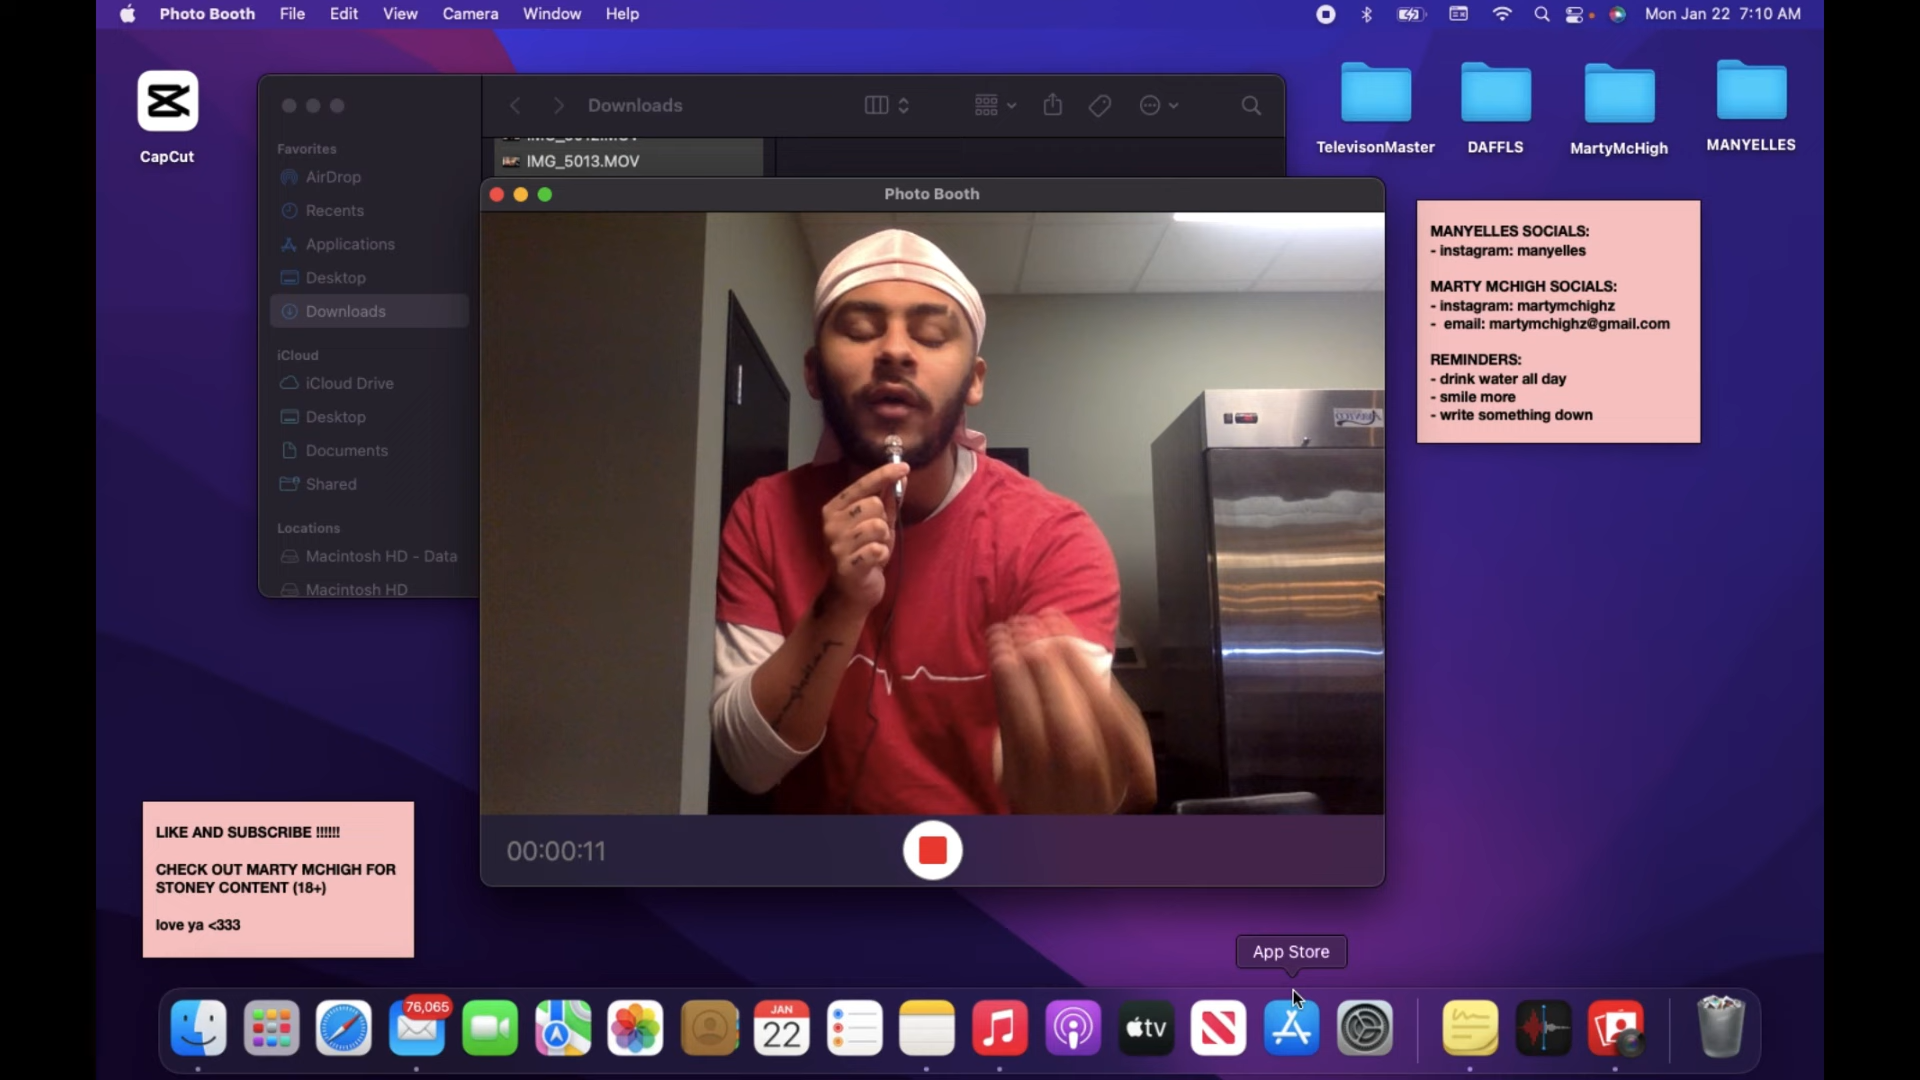 Photo Booth File Edit View Camera Window Help
Mon Jan 22 7:10 AM
CapCut
Downloads
TelevisonMaster
DAFFLS
MartyMcHigh
MANYELLES
Favorites
AirDrop
Recents
Applications
Desktop
Downloads
iCloud
iCloud Drive
Desktop
Documents
Shared
Locations
Macintosh HD - Data
Macintosh HD
IMG_5013.MOV
Photo Booth
00:00:11
MANYELLES SOCIALS:
- instagram: manyelles
MARTY MCHIGH SOCIALS:
- instagram: martymchighz
- email: martymchighz@gmail.com
REMINDERS:
- drink water all day
- smile more
- write something down
LIKE AND SUBSCRIBE !!!!!!
CHECK OUT MARTY MCHIGH FOR
STONEY CONTENT (18+)
love ya <333
App Store
76,065
JAN
22
tv